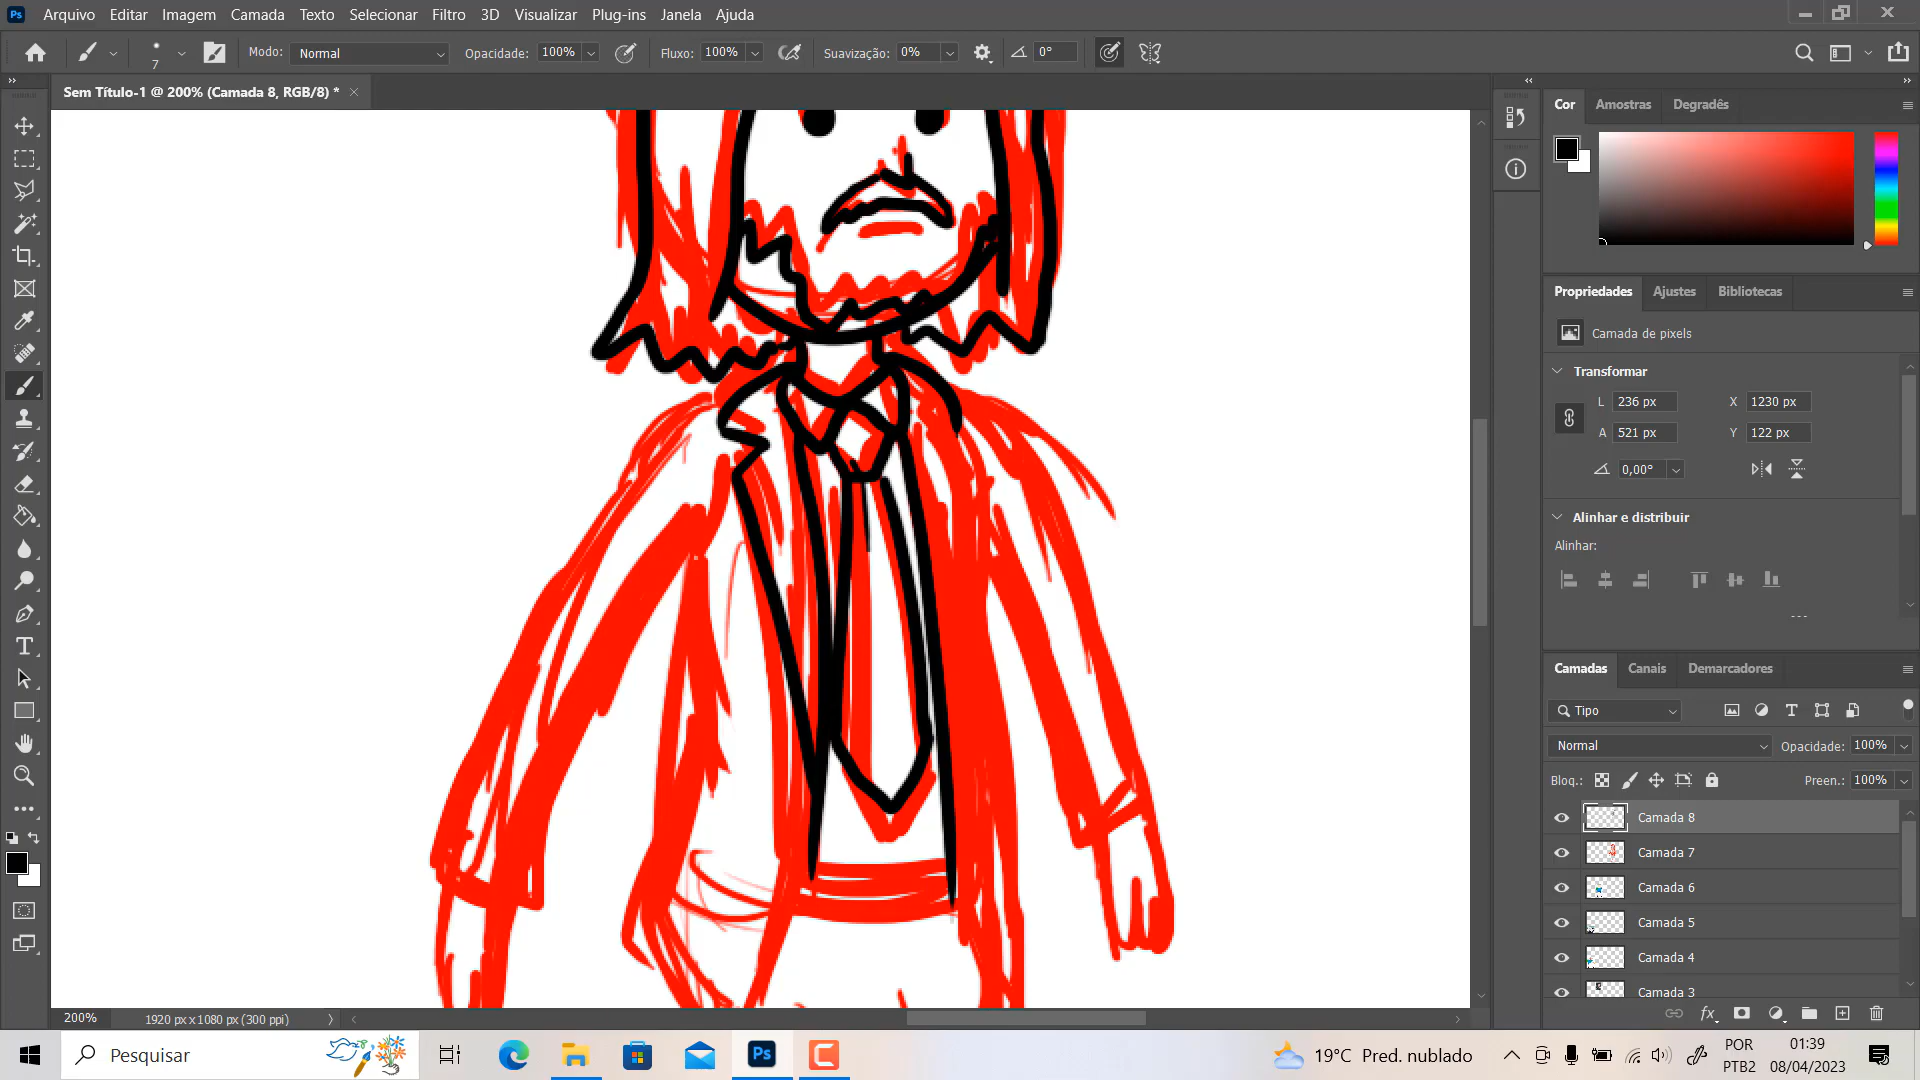 Ps Arquivo Editar Imagem Camada Texto Selecionar Filtro 3D Visualizar Plug-ins Janela Ajuda
7 Modo: Normal Opacidade: 100% Fluxo: 100% Suavização: 0% 0°
Sem Título-1 @ 200% (Camada 8, RGB/8) *
Cor Amostras Degradês
Propriedades Ajustes Bibliotecas
Camada de pixels
Transformar
L 236 px X 1230 px
A 521 px Y 122 px
0,00°
Alinhar e distribuir
Alinhar:
Camadas Canais Demarcadores
Tipo
Normal Opacidade: 100%
Bloq.: Preen.: 100%
Camada 8
Camada 7
Camada 6
Camada 5
Camada 4
Camada 3
fx
200% 1920 px x 1080 px (300 ppi)
Pesquisar Ps 19°C Pred. nublado POR 01:39
PTB2 08/04/2023